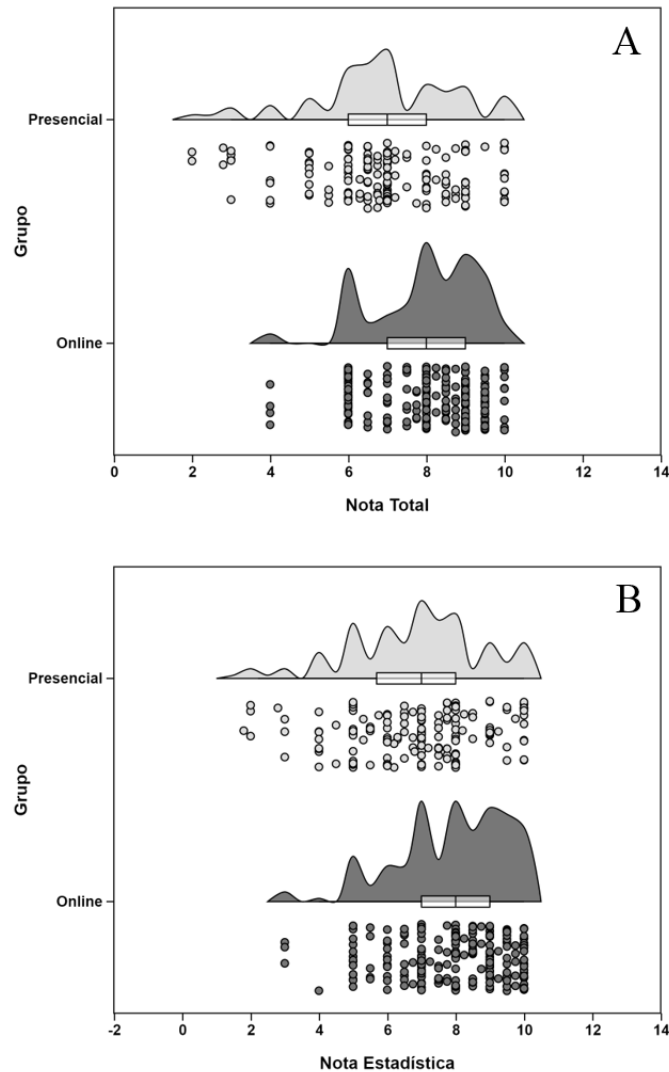 A
Presencial
Grupo
Online
0 2 4 6 8 10 12 14
Nota Total
B
Presencial
Grupo
Online
-2 0 2 4 6 8 10 12 14
Nota Estadística